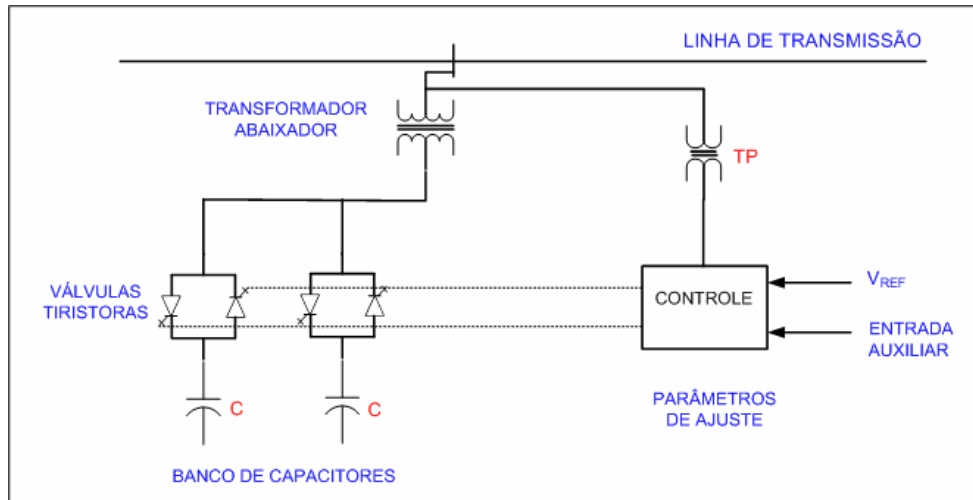 LINHA DE TRANSMISSÃO
TRANSFORMADOR
ABAIXADOR
TP
VÁLVULAS
TIRISTORAS
CONTROLE
VREF
ENTRADA
AUXILIAR
C
C
PARÂMETROS
DE AJUSTE
BANCO DE CAPACITORES